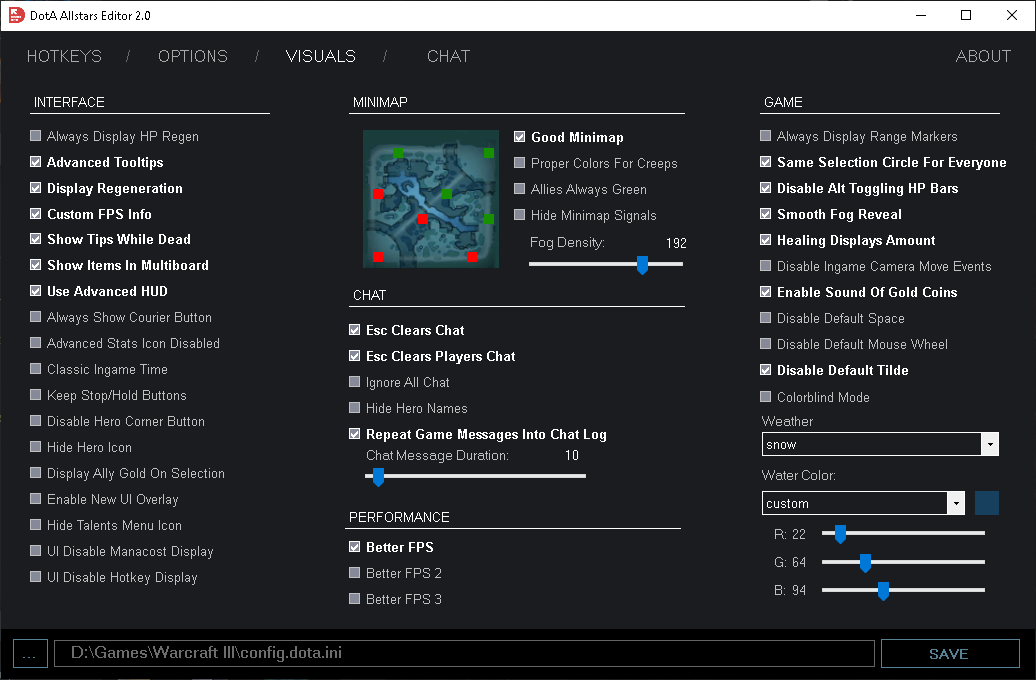 DotA Allstars Editor 2.0
HOTKEYS / OPTIONS / VISUALS / CHAT
ABOUT
INTERFACE
Always Display HP Regen
Advanced Tooltips
Display Regeneration
Custom FPS Info
Show Tips While Dead
Show Items In Multiboard
Use Advanced HUD
Always Show Courier Button
Advanced Stats Icon Disabled
Classic Ingame Time
Keep Stop/Hold Buttons
Disable Hero Corner Button
Hide Hero Icon
Display Ally Gold On Selection
Enable New UI Overlay
Hide Talents Menu Icon
UI Disable Manacost Display
UI Disable Hotkey Display
MINIMAP
Good Minimap
Proper Colors For Creeps
Allies Always Green
Hide Minimap Signals
Fog Density: 192
CHAT
Esc Clears Chat
Esc Clears Players Chat
Ignore All Chat
Hide Hero Names
Repeat Game Messages Into Chat Log
Chat Message Duration: 10
PERFORMANCE
Better FPS
Better FPS 2
Better FPS 3
GAME
Always Display Range Markers
Same Selection Circle For Everyone
Disable Alt Toggling HP Bars
Smooth Fog Reveal
Healing Displays Amount
Disable Ingame Camera Move Events
Enable Sound Of Gold Coins
Disable Default Space
Disable Default Mouse Wheel
Disable Default Tilde
Colorblind Mode
Weather
snow
Water Color:
custom
R: 22
G: 64
B: 94
... D:\Games\Warcraft III\config.dota.ini
SAVE